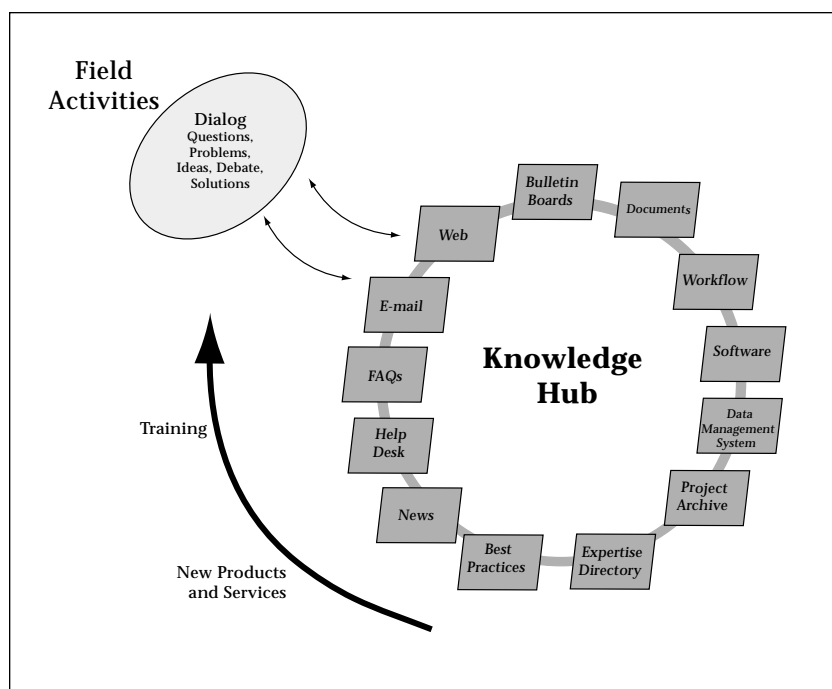 Field
Activities
Dialog
Questions,
Problems,
Ideas, Debate,
Solutions
Bulletin
Boards
Documents
Web
Workflow
E-mail
Software
Knowledge
Hub
FAQs
Data
Management
System
Training
Help
Desk
Project
Archive
News
Best
Practices
Expertise
Directory
New Products
and Services